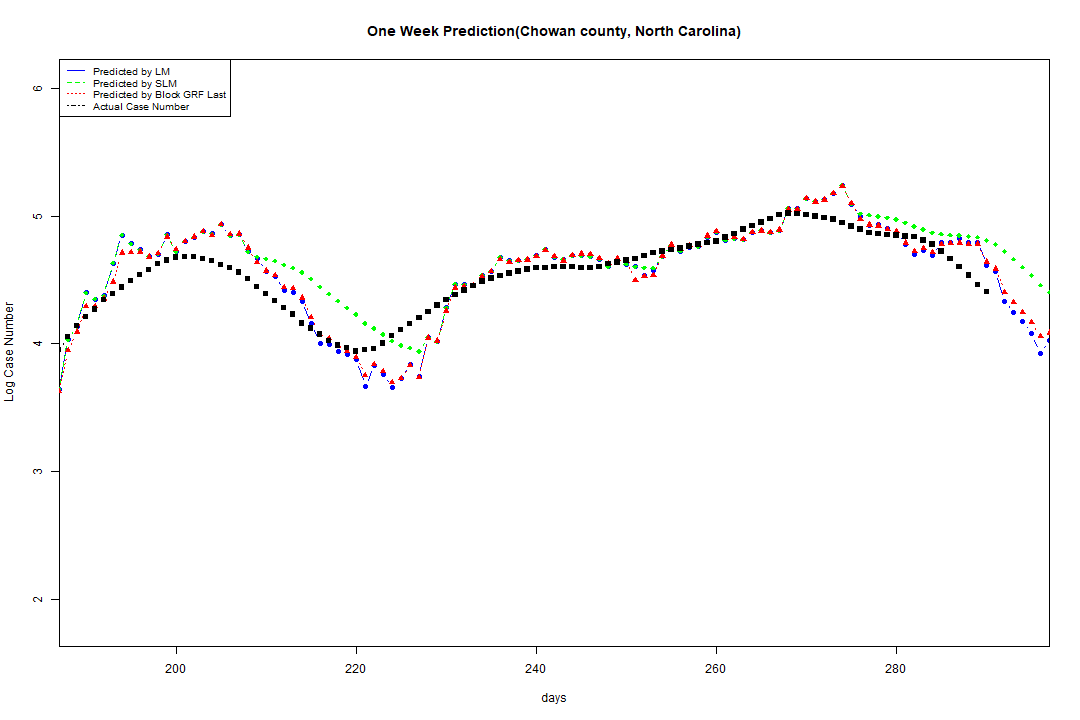 One Week Prediction(Chowan county, North Carolina)
Predicted by LM
Predicted by SLM
Predicted by Block GRF Last
Actual Case Number
6
5
4
3
2
Log Case Number
200 220 240 260 280
days